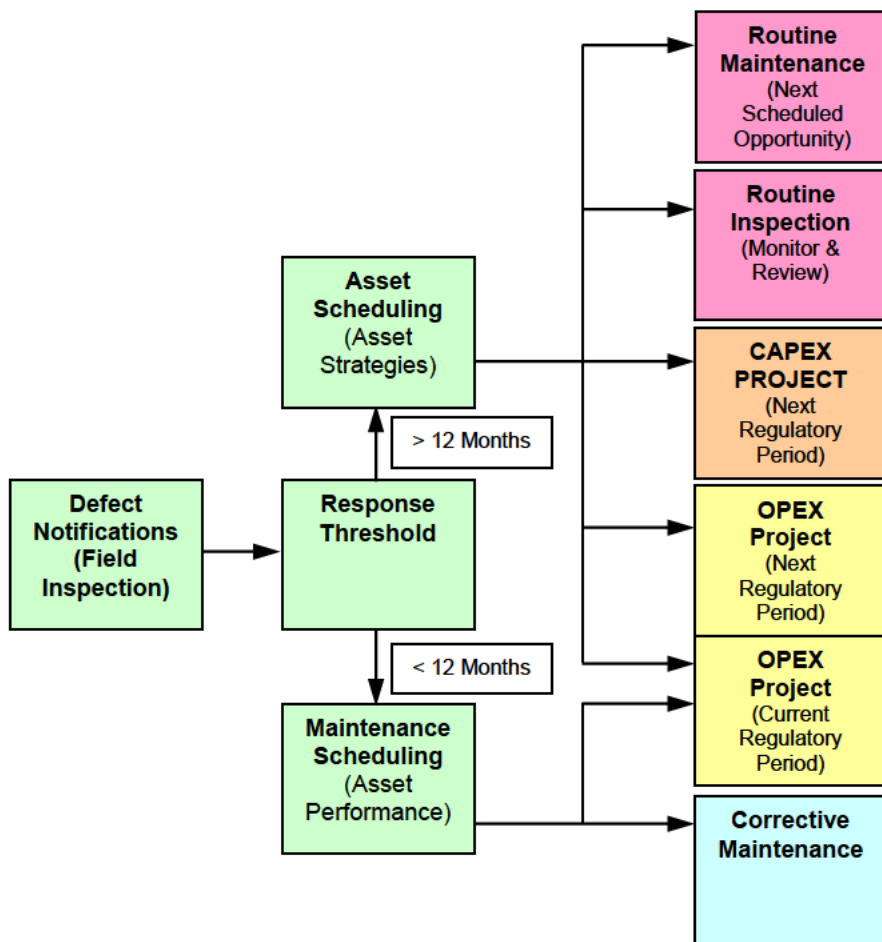 Routine
Maintenance
(Next
Scheduled
Opportunity)
Routine
Inspection
(Monitor &
Review)
Asset
Scheduling
(Asset
Strategies)
CAPEX
PROJECT
(Next
Regulatory
Period)
> 12 Months
Defect
Notifications
(Field
Inspection)
Response
Threshold
OPEX
Project
(Next
Regulatory
Period)
< 12 Months
OPEX
Project
(Current
Regulatory
Period)
Maintenance
Scheduling
(Asset
Performance)
Corrective
Maintenance